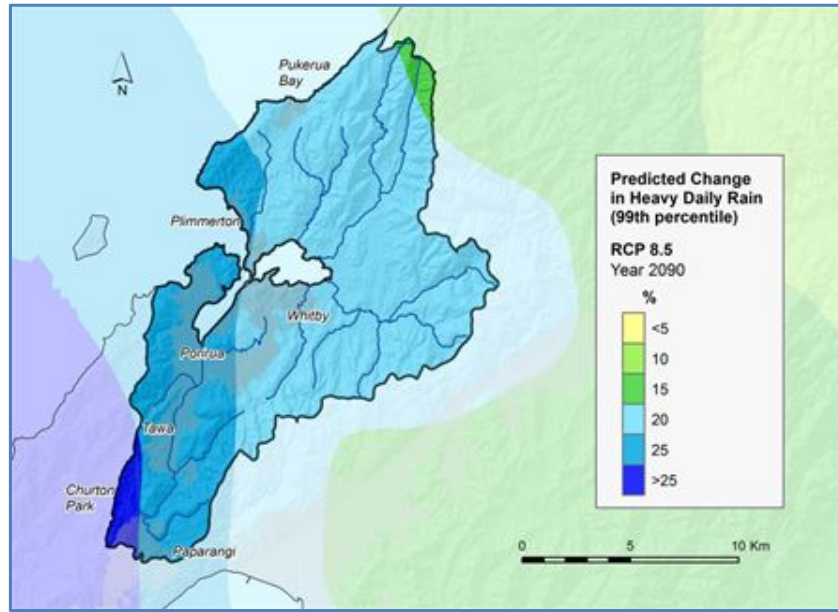 Pukerua
Bay
N
Plimmerton
Whitby
Porirua
Tawa
Churton
Park
Paparangi
Predicted Change
in Heavy Daily Rain
(99th percentile)
RCP 8.5
Year 2090
%
<5
10
15
20
25
>25
0 5 10 Km